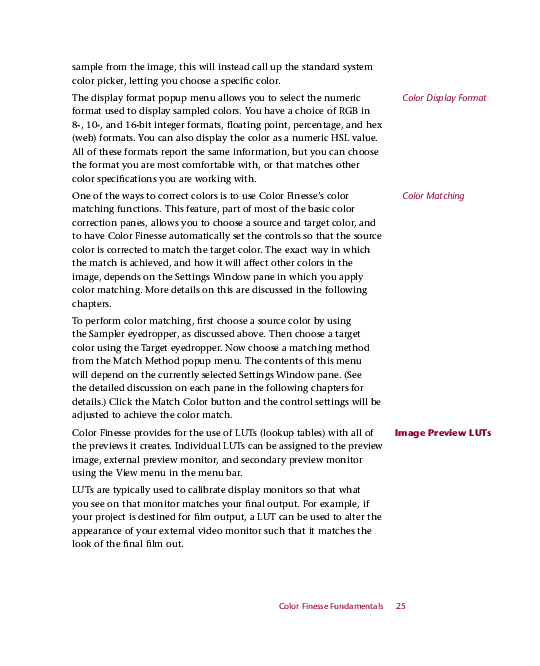 sample from the image, this will instead call up the standard system
color picker, letting you choose a specific color.
The display format popup menu allows you to select the numeric
Color Display Format
format used to display sampled colors. You have a choice of RGB in
8-, 10-, and 16-bit integer formats, floating point, percentage, and hex
(web) formats. You can also display the color as a numeric HSL value.
All of these formats report the same information, but you can choose
the format you are most comfortable with, or that matches other
color specifications you are working with.
One of the ways to correct colors is to use Color Finesse's color
Color Matching
matching functions. This feature, part of most of the basic color
correction panes, allows you to choose a source and target color, and
to have Color Finesse automatically set the controls so that the source
color is corrected to match the target color. The exact way in which
the match is achieved, and how it will affect other colors in the
image, depends on the Settings Window pane in which you apply
color matching. More details on this are discussed in the following
chapters.
To perform color matching, first choose a source color by using
the Sampler eyedropper, as discussed above. Then choose a target
color using the Target eyedropper. Now choose a matching method
from the Match Method popup menu. The contents of this menu
will depend on the currently selected Settings Window pane. (See
the detailed discussion on each pane in the following chapters for
details.) Click the Match Color button and the control settings will be
adjusted to achieve the color match.
Color Finesse provides for the use of LUTs (lookup tables) with all of
Image Preview LUTs
the previews it creates. Individual LUTs can be assigned to the preview
image, external preview monitor, and secondary preview monitor
using the View menu in the menu bar.
LUTs are typically used to calibrate display monitors so that what
you see on that monitor matches your final output. For example, if
your project is destined for film output, a LUT can be used to alter the
appearance of your external video monitor such that it matches the
look of the final film out.
Color Finesse Fundamentals 25